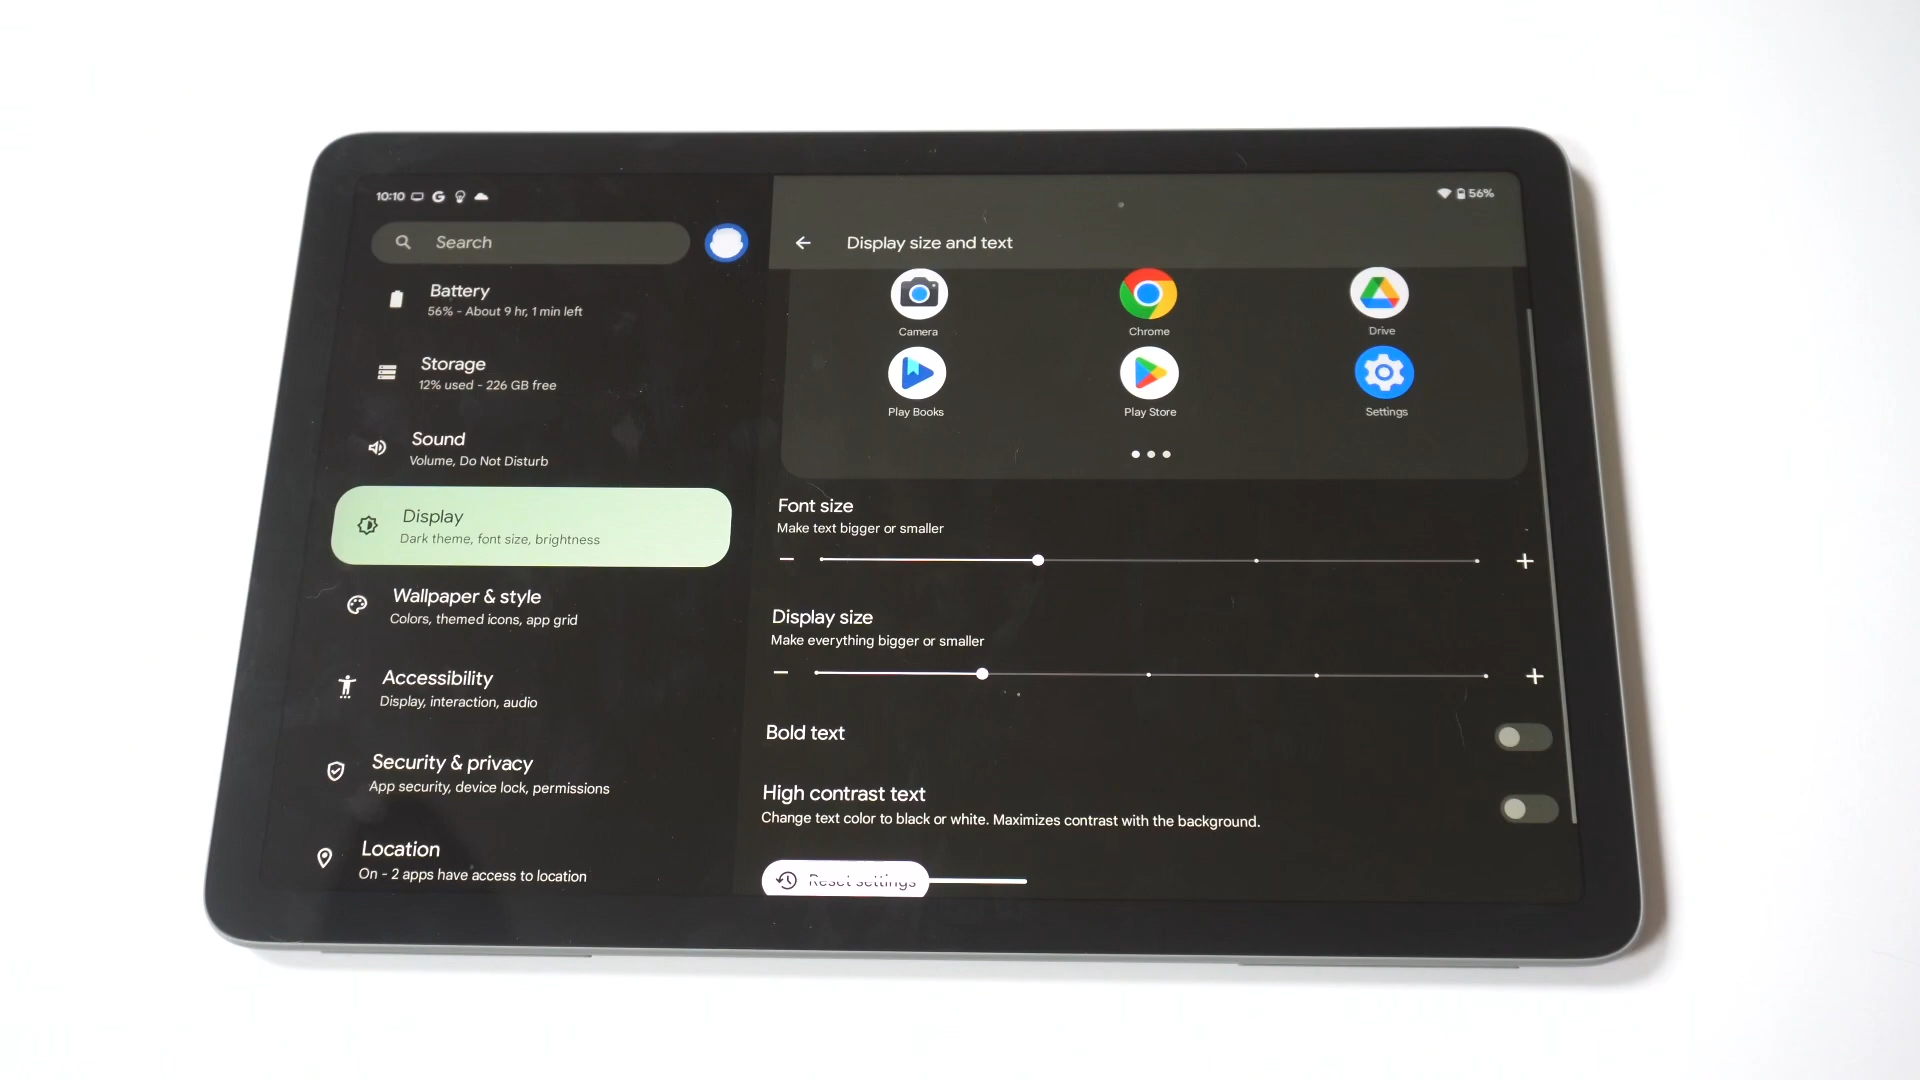 10:10
56%
Search
Battery
56% - About 9 hr, 1 min left
Storage
12% used - 226 GB free
Sound
Volume, Do Not Disturb
Display
Dark theme, font size, brightness
Wallpaper & style
Colors, themed icons, app grid
Accessibility
Display, interaction, audio
Security & privacy
App security, device lock, permissions
Location
On - 2 apps have access to location
Display size and text
Camera
Chrome
Drive
Play Books
Play Store
Settings
Font size
Make text bigger or smaller
Display size
Make everything bigger or smaller
Bold text
High contrast text
Change text color to black or white. Maximizes contrast with the background.
Reset settings